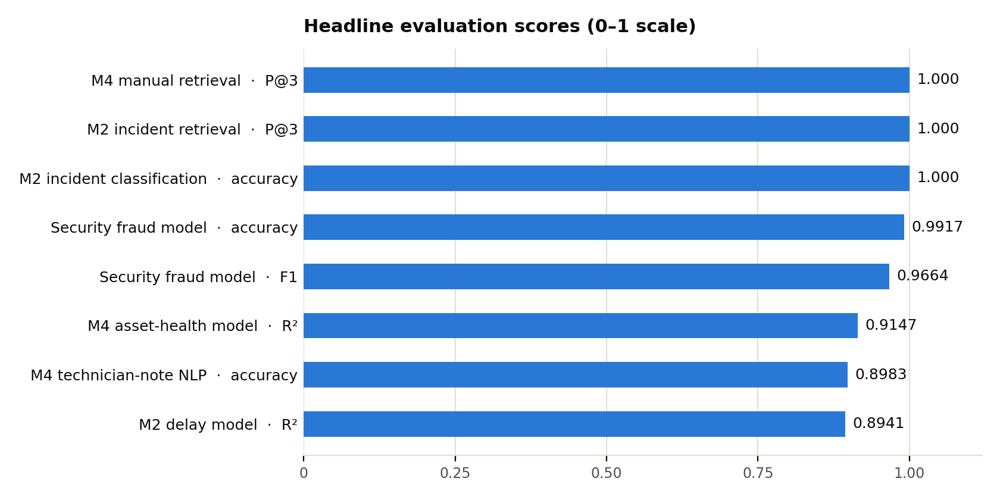 Headline evaluation scores (0–1 scale)
M4 manual retrieval · P@3 1.000
M2 incident retrieval · P@3 1.000
M2 incident classification · accuracy 1.000
Security fraud model · accuracy 0.9917
Security fraud model · F1 0.9664
M4 asset-health model · R² 0.9147
M4 technician-note NLP · accuracy 0.8983
M2 delay model · R² 0.8941
0 0.25 0.50 0.75 1.00